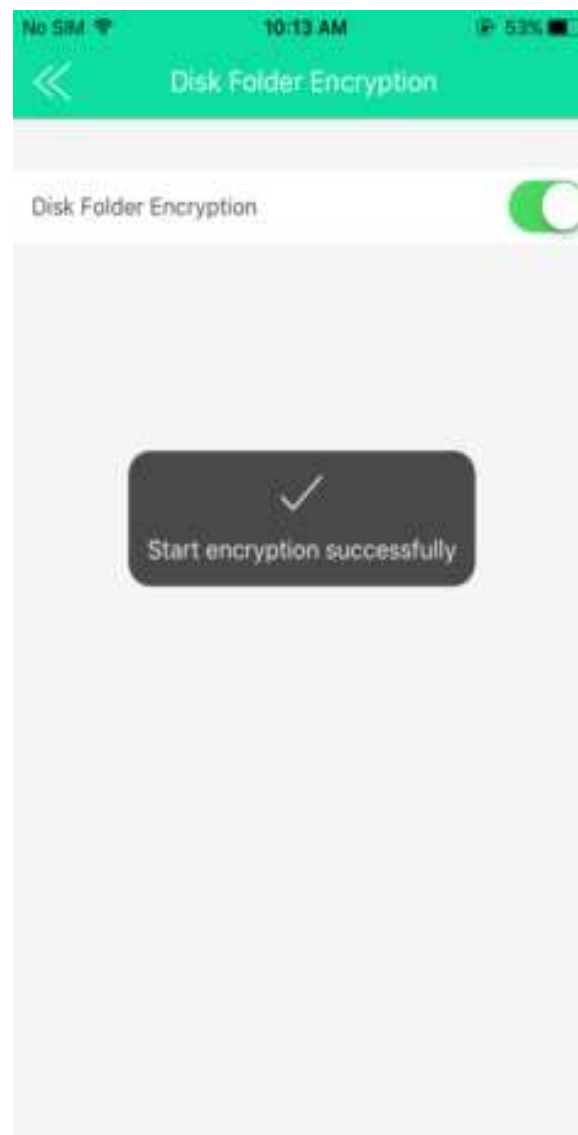 No SIM 10:13 AM 53%
Disk Folder Encryption
Disk Folder Encryption
Start encryption successfully